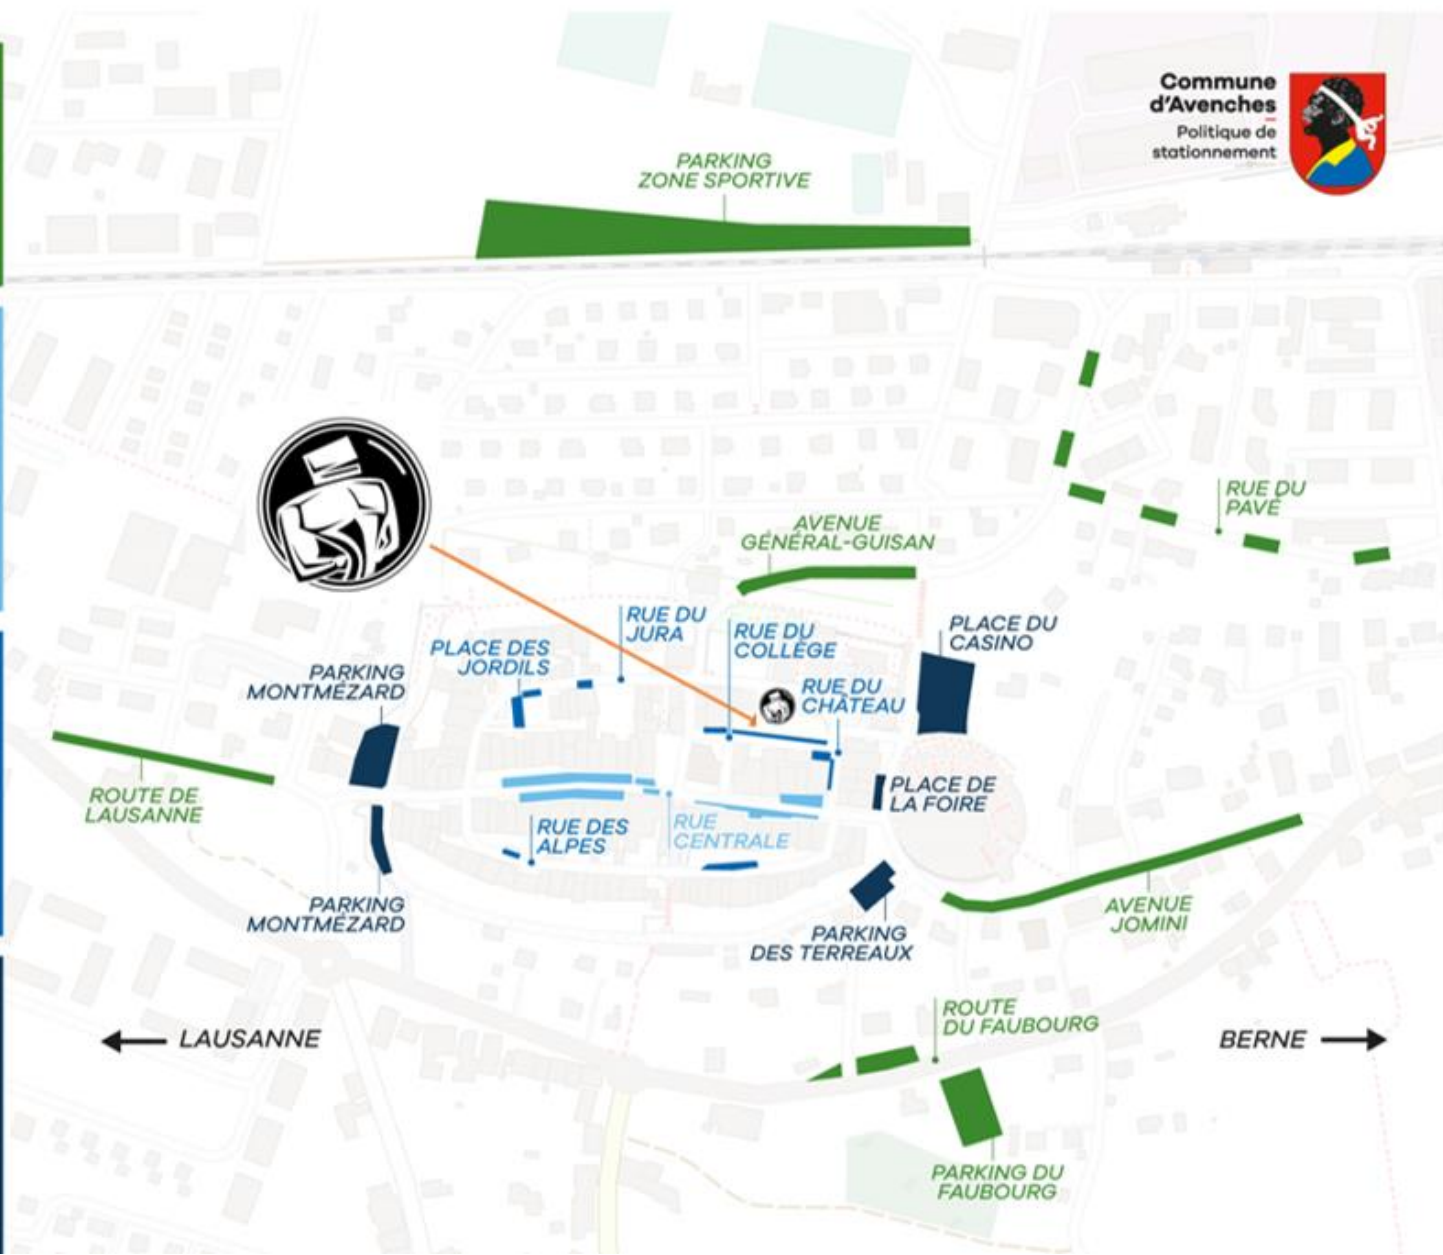 Commune
d'Avenches
Politique de
stationnement
PARKING
ZONE SPORTIVE
RUE DU
PAVÉ
AVENUE
GÉNÉRAL-GUISAN
RUE DU
JURA
RUE DU
COLLÈGE
PLACE DU
CASINO
PLACE DES
JORDILS
PARKING
MONTMÉZARD
RUE DU
CHÂTEAU
ROUTE DE
LAUSANNE
PLACE DE
LA FOIRE
RUE DES
ALPES
RUE
CENTRALE
PARKING
MONTMÉZARD
PARKING
DES TERREAUX
AVENUE
JOMINI
ROUTE
DU FAUBOURG
LAUSANNE
BERNE
PARKING DU
FAUBOURG